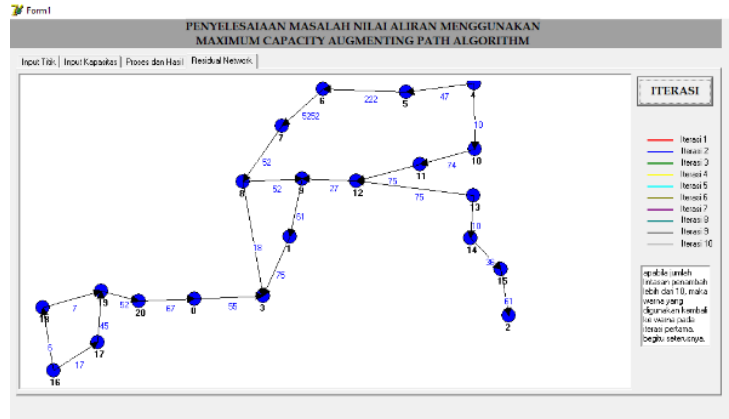 Form1
PENYELESAIAAN MASALAH NILAI ALIRAN MENGGUNAKAN
MAXIMUM CAPACITY AUGMENTING PATH ALGORITHM
Input Titik | Input Kapasitas | Proses dan Hasil | Residual Network
ITERASI
6
222
5
47
4
5252
7
10
10
74
11
52
75
8
52
9
27
12
75
13
61
10
1
14
18
36
15
75
61
2
3
7
19
52
20
67
0
55
45
17
17
16
Iterasi 1
Iterasi 2
Iterasi 3
Iterasi 4
Iterasi 5
Iterasi 6
Iterasi 7
Iterasi 8
Iterasi 9
Iterasi 10
apabila jumlah
lintasan penambah
lebih dari 10, maka
warna yang
digunakan kembali
ke warna pada
iterasi pertama.
begitu seterusnya.